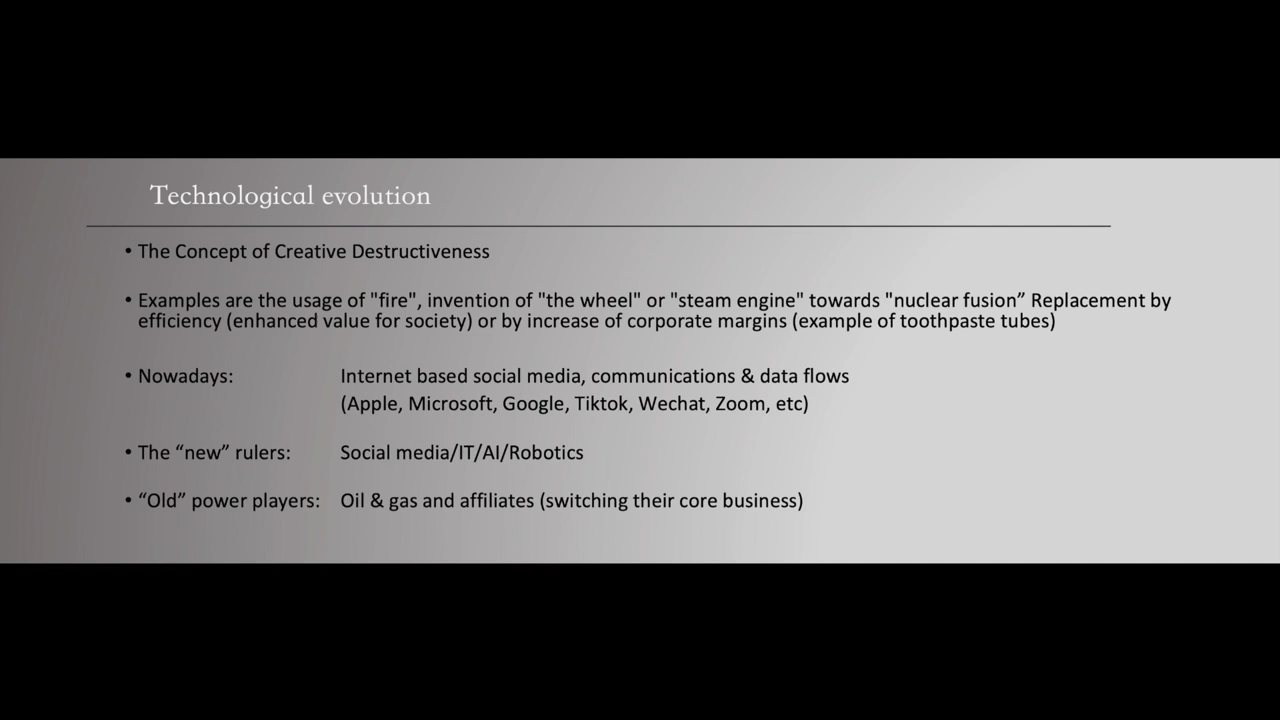 Technological evolution
• The Concept of Creative Destructiveness
• Examples are the usage of "fire", invention of "the wheel" or "steam engine" towards "nuclear fusion” Replacement by
efficiency (enhanced value for society) or by increase of corporate margins (example of toothpaste tubes)
• Nowadays: Internet based social media, communications & data flows
(Apple, Microsoft, Google, Tiktok, Wechat, Zoom, etc)
• The “new” rulers: Social media/IT/AI/Robotics
• “Old” power players: Oil & gas and affiliates (switching their core business)